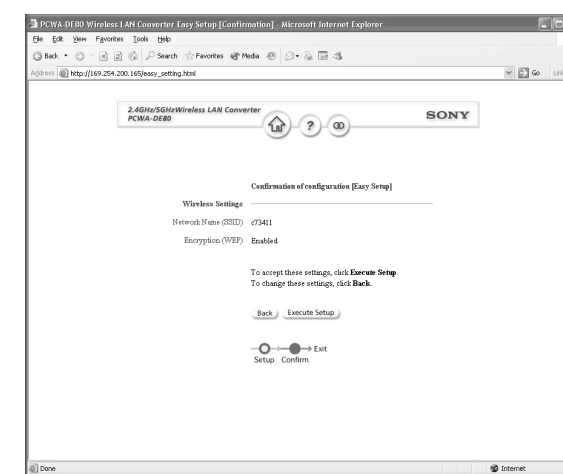 PCWA-DE80 Wireless LAN Converter Easy Setup [Confirmation] - Microsoft Internet Explorer
File Edit View Favorites Tools Help
Back Search Favorites Media
Address http://169.254.200.165/easy_setting.html Go Lin
2.4GHz/5GHzWireless LAN Converter
PCWA-DE80
SONY
?
Confirmation of configuration [Easy Setup]
Wireless Settings
Network Name (SSID) c73411
Encryption (WEP) Enabled
To accept these settings, click Execute Setup.
To change these settings, click Back.
Back Execute Setup
Exit
Setup Confirm
Done Internet